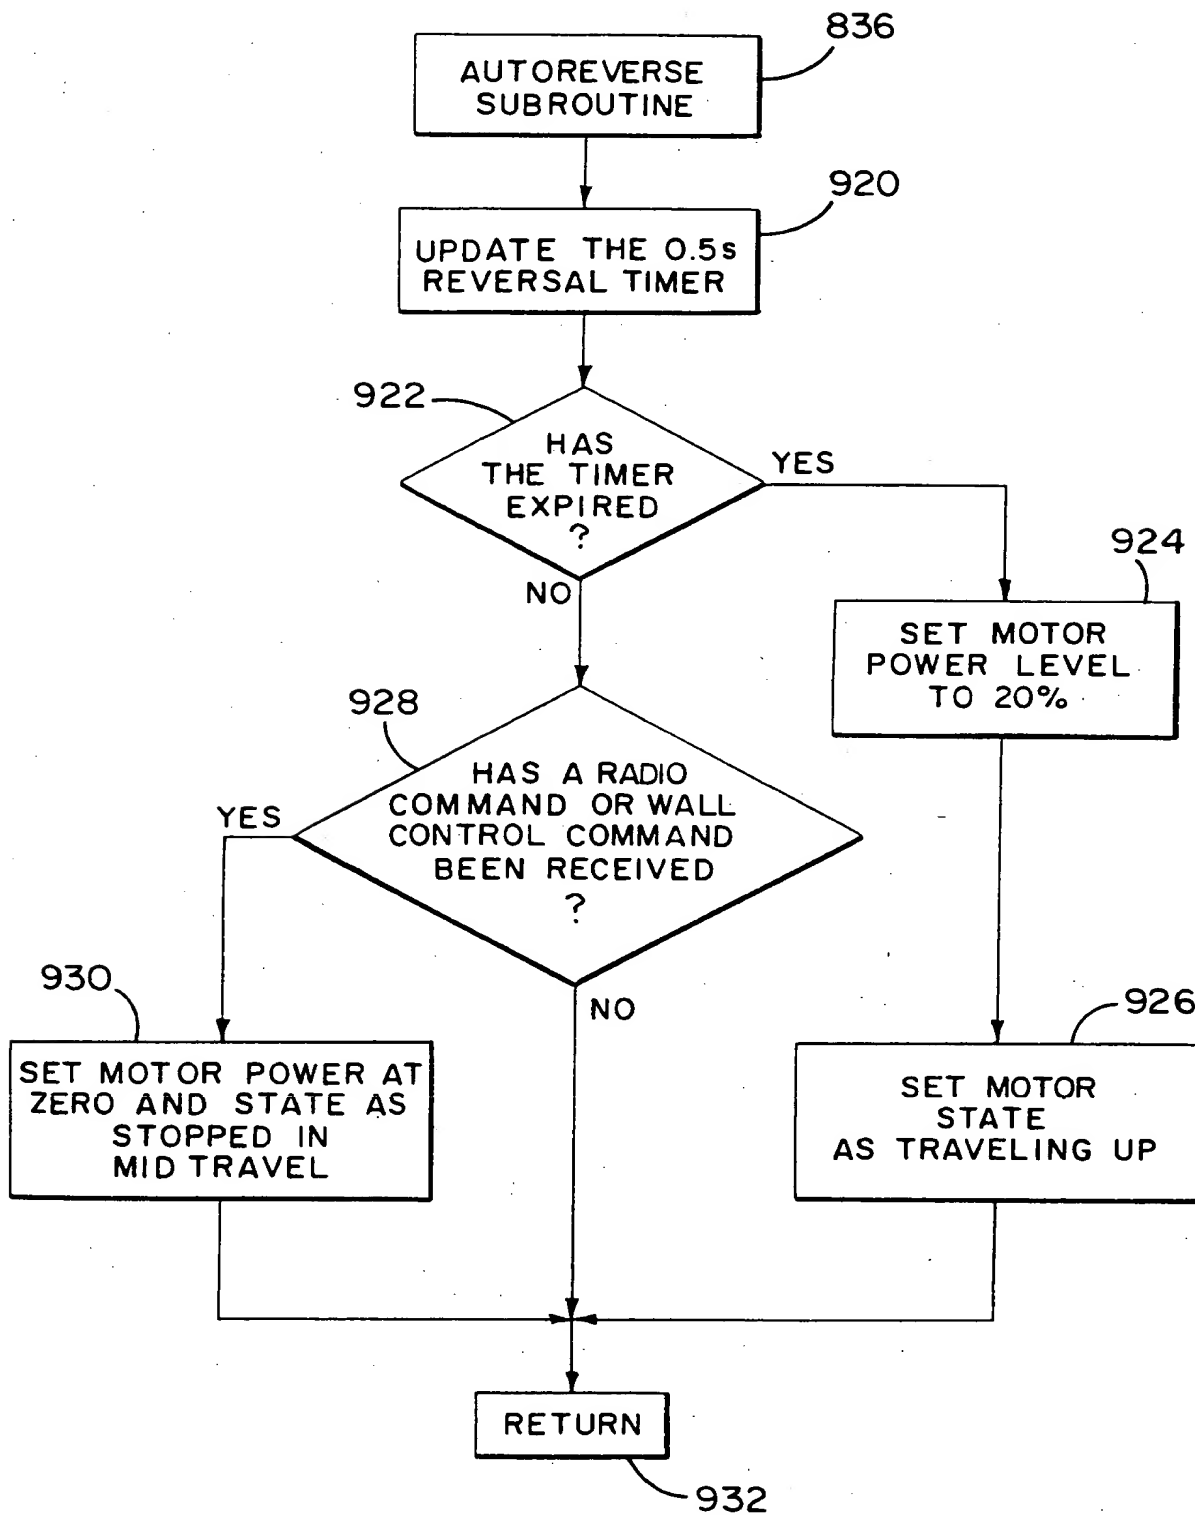 836
AUTOREVERSE
SUBROUTINE
920
UPDATE THE 0.5s
REVERSAL TIMER
922
HAS
THE TIMER
EXPIRED
?
YES
NO
924
SET MOTOR
POWER LEVEL
TO 20%
928
HAS A RADIO
COMMAND OR WALL
CONTROL COMMAND
BEEN RECEIVED
?
YES
NO
930
SET MOTOR POWER AT
ZERO AND STATE AS
STOPPED IN
MID TRAVEL
926
SET MOTOR
STATE
AS TRAVELING UP
RETURN
932